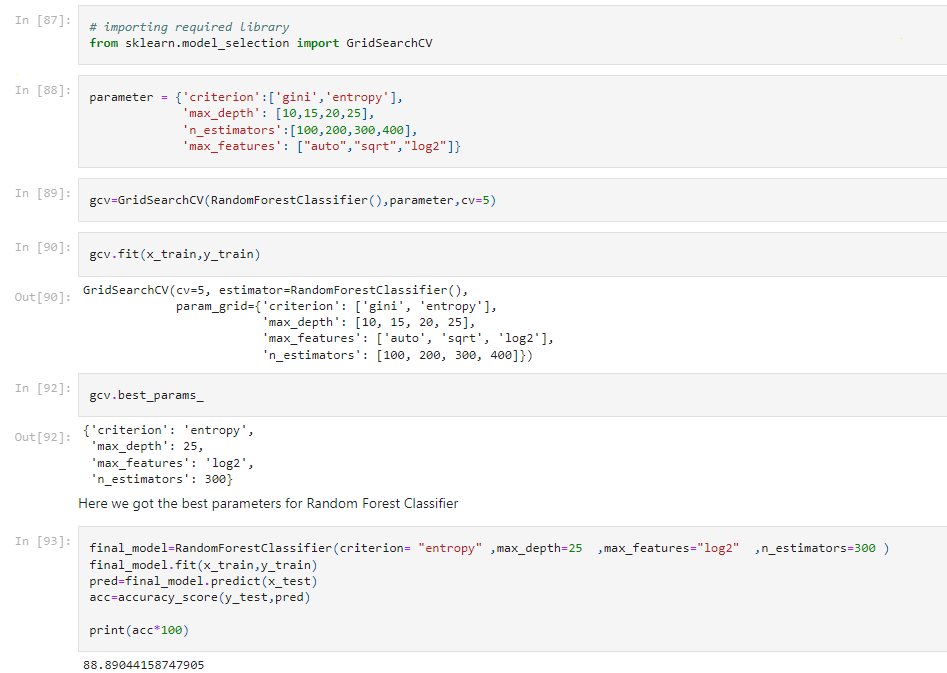 In [87]:
# importing required library
from sklearn.model_selection import GridSearchCV
In [88]:
parameter = {'criterion':['gini','entropy'],
'max_depth': [10,15,20,25],
'n_estimators':[100,200,300,400],
'max_features': ["auto","sqrt","log2"]}
In [89]:
gcv=GridSearchCV(RandomForestClassifier(),parameter,cv=5)
In [90]:
gcv.fit(x_train,y_train)
Out[90]:
GridSearchCV(cv=5, estimator=RandomForestClassifier(),
param_grid={'criterion': ['gini', 'entropy'],
'max_depth': [10, 15, 20, 25],
'max_features': ['auto', 'sqrt', 'log2'],
'n_estimators': [100, 200, 300, 400]})
In [92]:
gcv.best_params_
Out[92]:
{'criterion': 'entropy',
'max_depth': 25,
'max_features': 'log2',
'n_estimators': 300}
Here we got the best parameters for Random Forest Classifier
In [93]:
final_model=RandomForestClassifier(criterion= "entropy" ,max_depth=25  ,max_features="log2"  ,n_estimators=300 )
final_model.fit(x_train,y_train)
pred=final_model.predict(x_test)
acc=accuracy_score(y_test,pred)
print(acc*100)
88.89044158747905